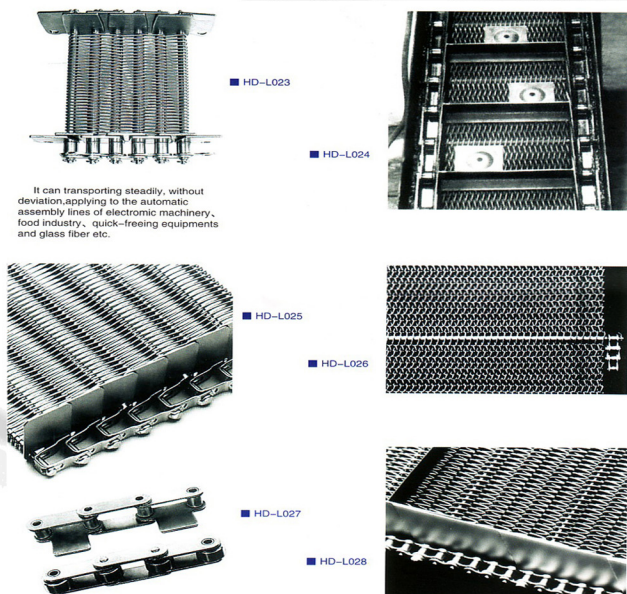 HD-L023
HD-L024
It can transporting steadily, without
deviation,applying to the automatic
assembly lines of electromic machinery、
food industry、quick-freeing equipments
and glass fiber etc.
HD-L025
HD-L026
HD-L027
HD-L028